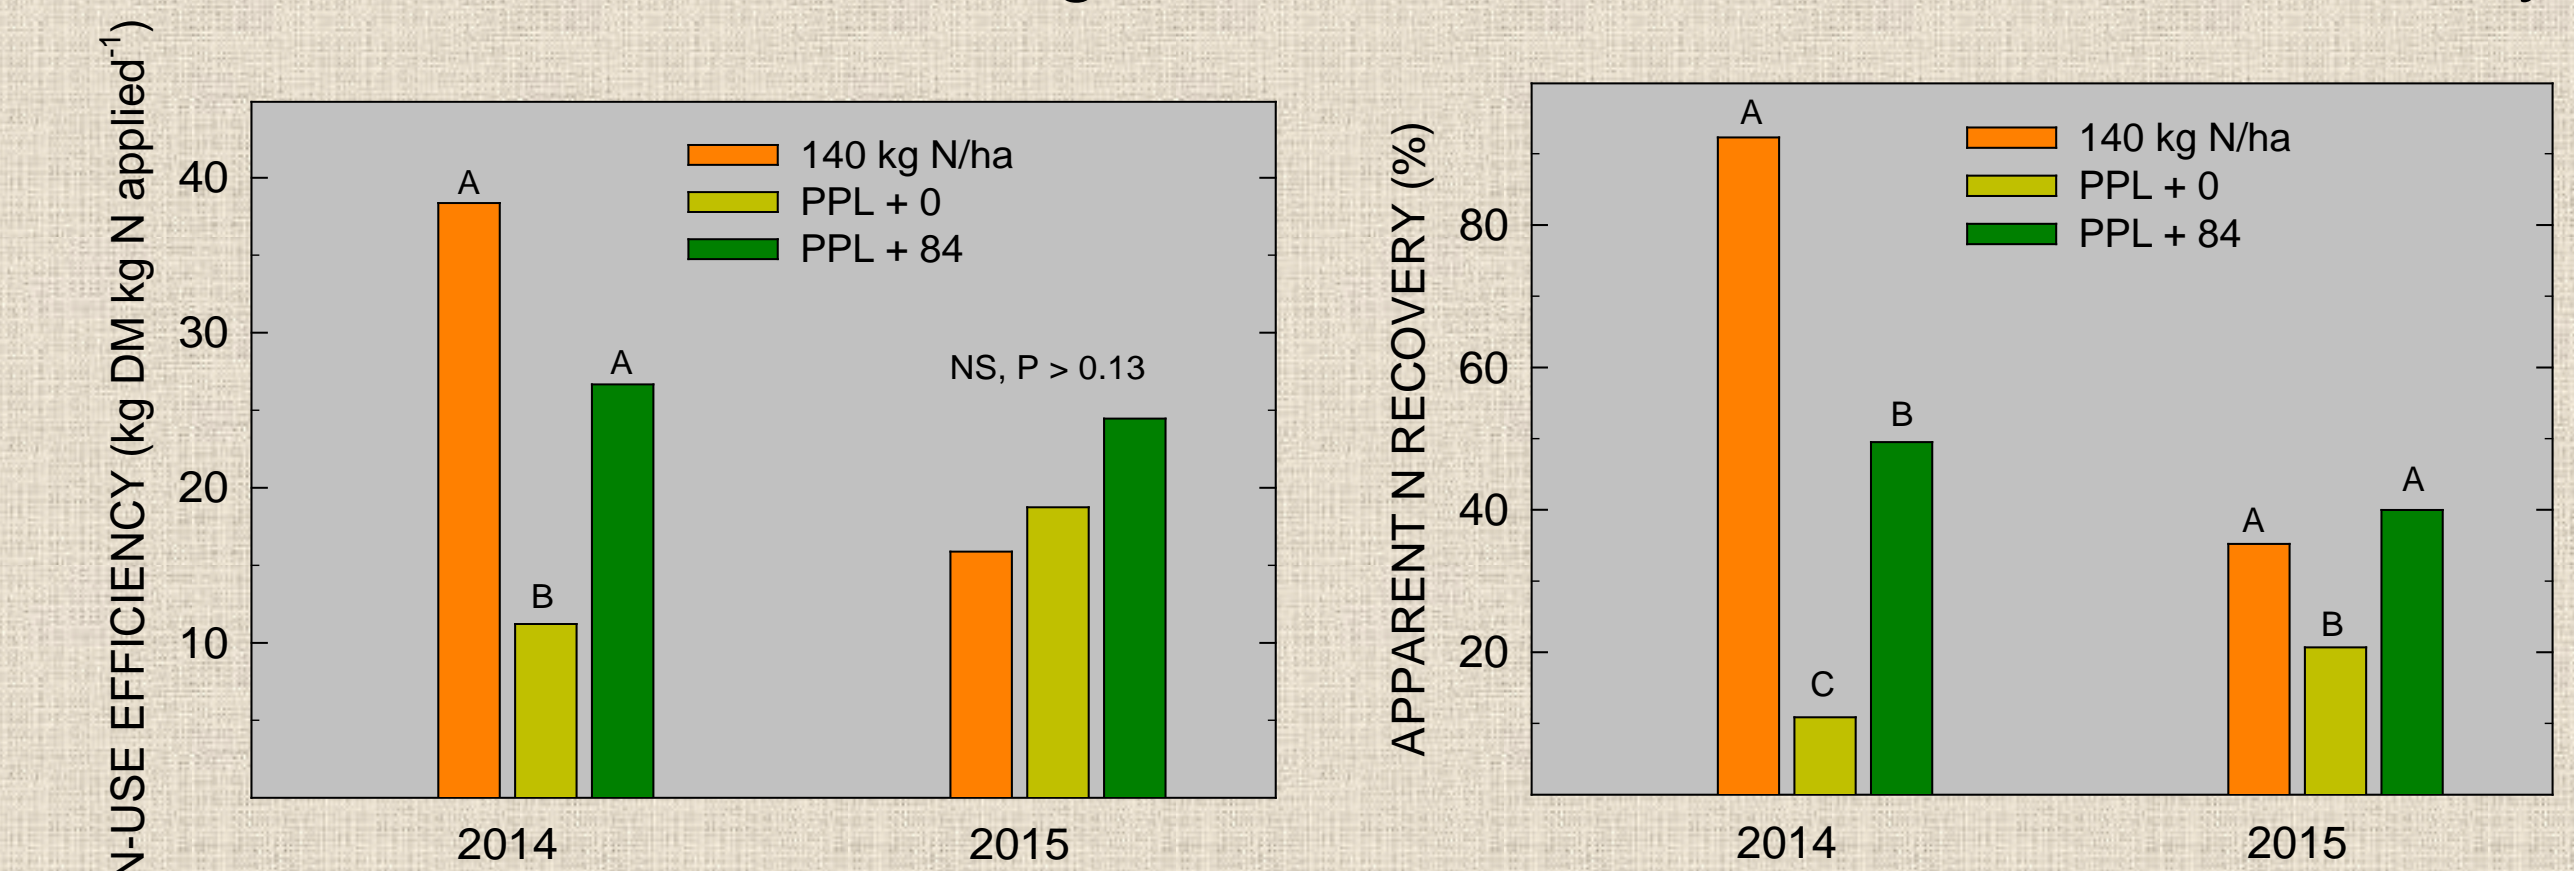 N-USE EFFICIENCY (kg DM kg N applied⁻¹)
40
30
20
10
140 kg N/ha
PPL + 0
PPL + 84
A
B
A
NS, P > 0.13
2014
2015
APPARENT N RECOVERY (%)
80
60
40
20
140 kg N/ha
PPL + 0
PPL + 84
A
C
B
A
B
A
2014
2015